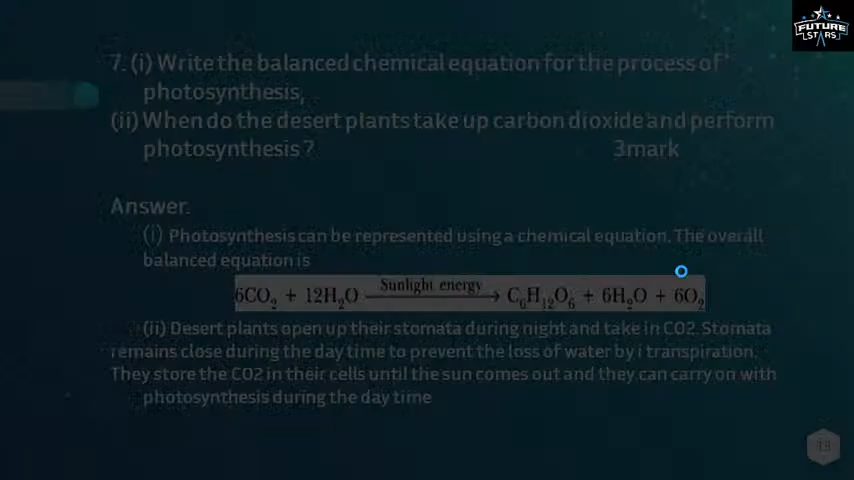 FUTURE
STARS
7. (i) Write the balanced chemical equation for the process of
photosynthesis,
(ii) When do the desert plants take up carbon dioxide and perform
photosynthesis ? 3mark
Answer.
(i) Photosynthesis can be represented using a chemical equation. The overall
balanced equation is
6CO₂ + 12H₂O Sunlight energy → C₆H₁₂O₆ + 6H₂O + 6O₂
(ii) Desert plants open up their stomata during night and take in CO2. Stomata
remains close during the day time to prevent the loss of water by i transpiration.
They store the CO2 in their cells until the sun comes out and they can carry on with
photosynthesis during the day time
13